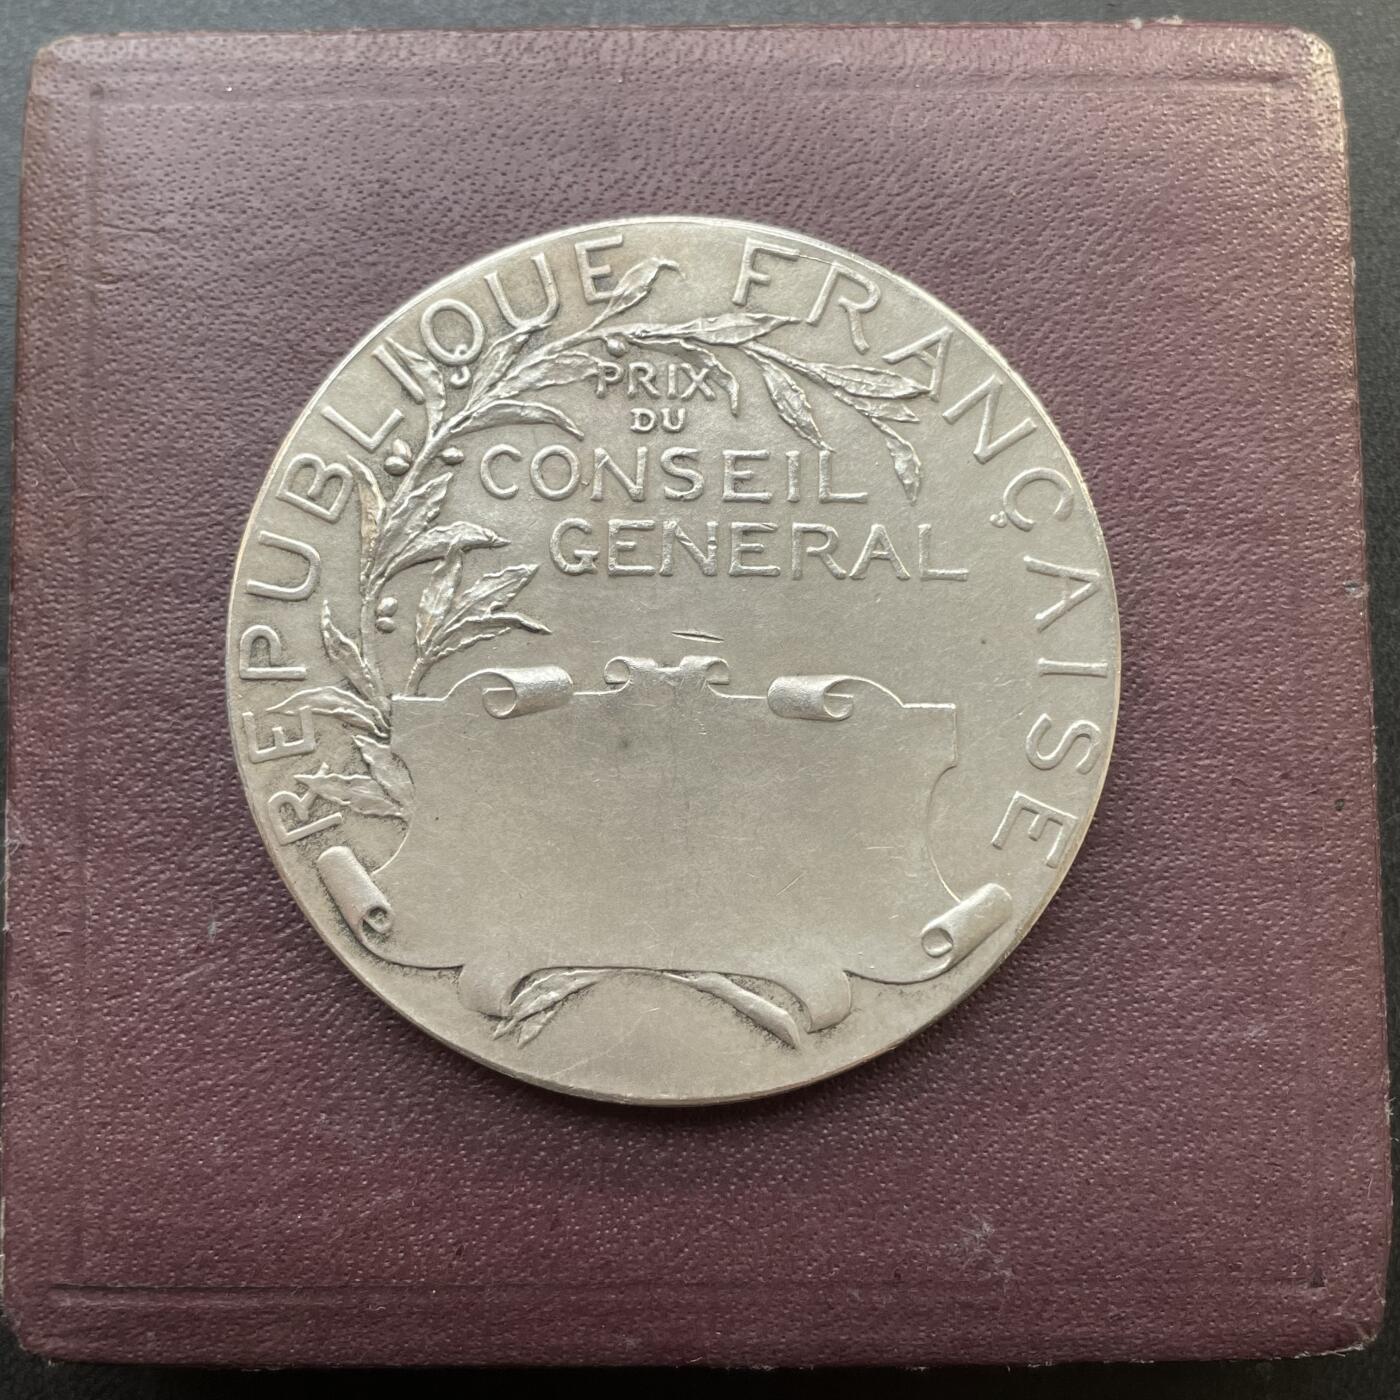 REPUBLIQUE FRANÇAISE
PRIX
DU
CONSEIL
GENERAL